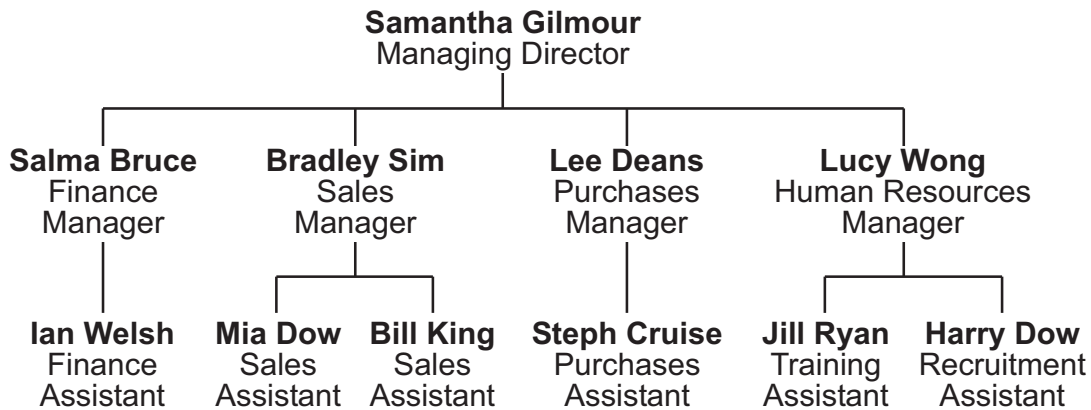 Samantha Gilmour
Managing Director
Salma Bruce
Finance
Manager
Bradley Sim
Sales
Manager
Lee Deans
Purchases
Manager
Lucy Wong
Human Resources
Manager
Ian Welsh
Finance
Assistant
Mia Dow
Sales
Assistant
Bill King
Sales
Assistant
Steph Cruise
Purchases
Assistant
Jill Ryan
Training
Assistant
Harry Dow
Recruitment
Assistant